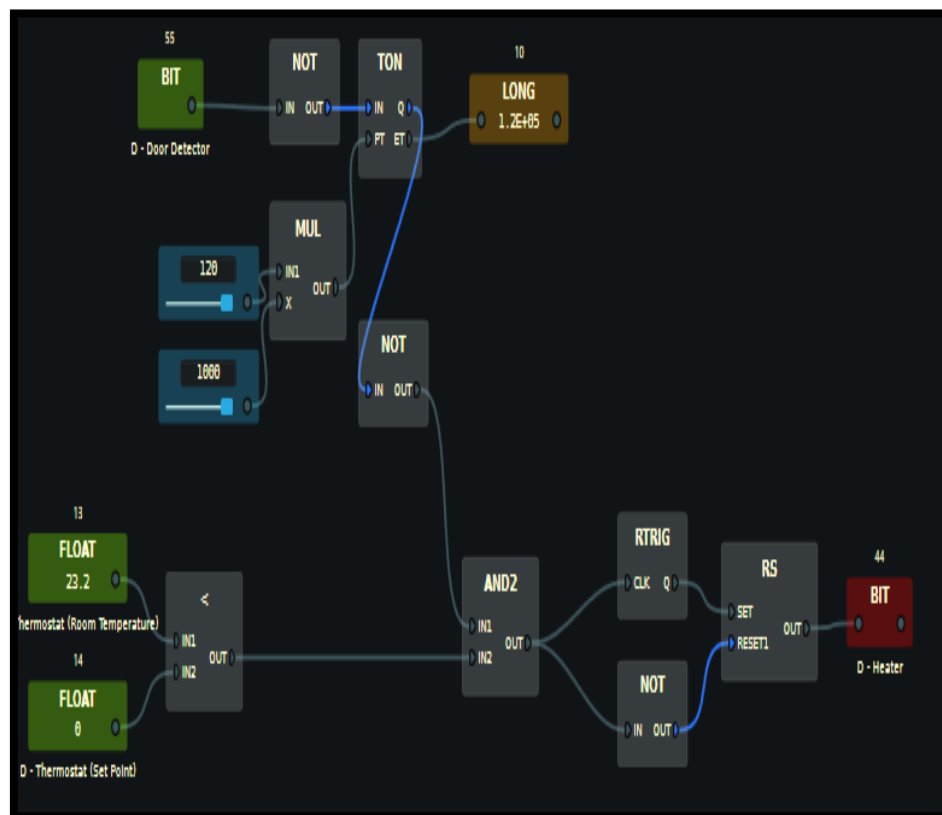 55
BIT
D - Door Detector
NOT
IN OUT
TON
IN Q
PT ET
10
LONG
1.2E+05
MUL
IN1
X
OUT
120
1000
NOT
IN OUT
13
FLOAT
23.2
hermostat (Room Temperature)
14
FLOAT
0
D - Thermostat (Set Point)
<
IN1
IN2
OUT
AND2
IN1
IN2
OUT
RTRIG
CLK Q
NOT
IN OUT
RS
SET
RESET1
OUT
44
BIT
D - Heater